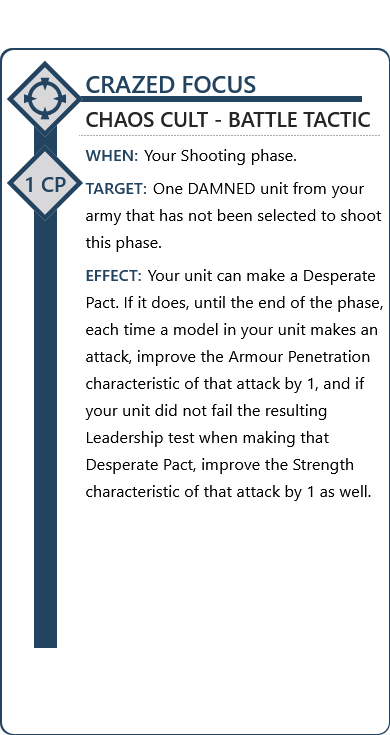 CRAZED FOCUS
CHAOS CULT - BATTLE TACTIC
1 CP
WHEN: Your Shooting phase.
TARGET: One DAMNED unit from your
army that has not been selected to shoot
this phase.
EFFECT: Your unit can make a Desperate
Pact. If it does, until the end of the phase,
each time a model in your unit makes an
attack, improve the Armour Penetration
characteristic of that attack by 1, and if
your unit did not fail the resulting
Leadership test when making that
Desperate Pact, improve the Strength
characteristic of that attack by 1 as well.